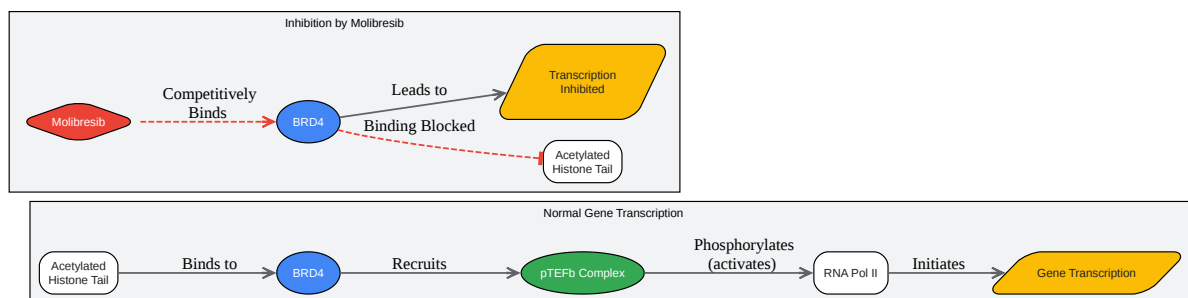 Inhibition by Molibresib
Molibresib
Competitively
Binds
BRD4
Leads to
Transcription
Inhibited
Binding Blocked
Acetylated
Histone Tail
Normal Gene Transcription
Acetylated
Histone Tail
Binds to
BRD4
Recruits
pTEFb Complex
Phosphorylates
(activates)
RNA Pol II
Initiates
Gene Transcription